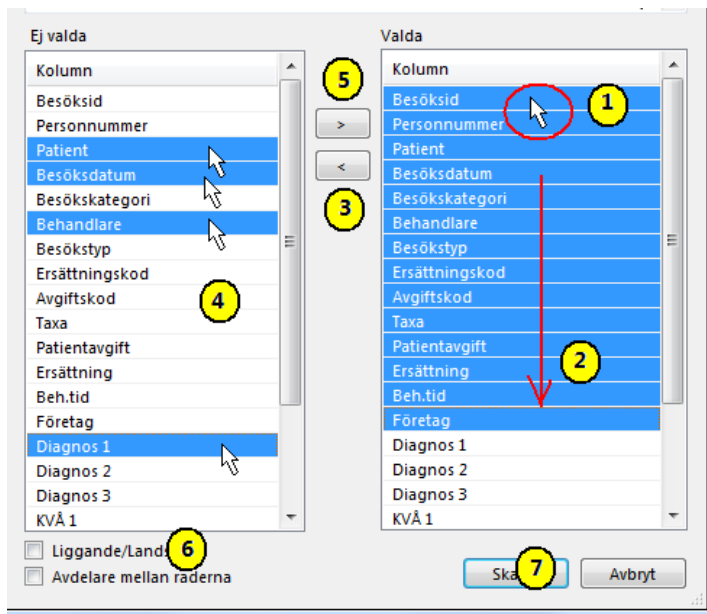 Ej valda
Kolumn
Besöksid
Personnummer
Patient
Besöksdatum
Besökskategori
Behandlare
Besökstyp
Ersättningskod
Avgiftskod
Taxa
Patientavgift
Ersättning
Beh.tid
Företag
Diagnos 1
Diagnos 2
Diagnos 3
KVÅ 1
4
5
>
<
3
Valda
Kolumn
Besöksid
Personnummer
Patient
Besöksdatum
Besökskategori
Behandlare
Besökstyp
Ersättningskod
Avgiftskod
Taxa
Patientavgift
Ersättning
Beh.tid
Företag
Diagnos 1
Diagnos 2
Diagnos 3
KVÅ 1
1
2
Liggande/Lands
6
Avdelare mellan raderna
Ska
7
Avbryt